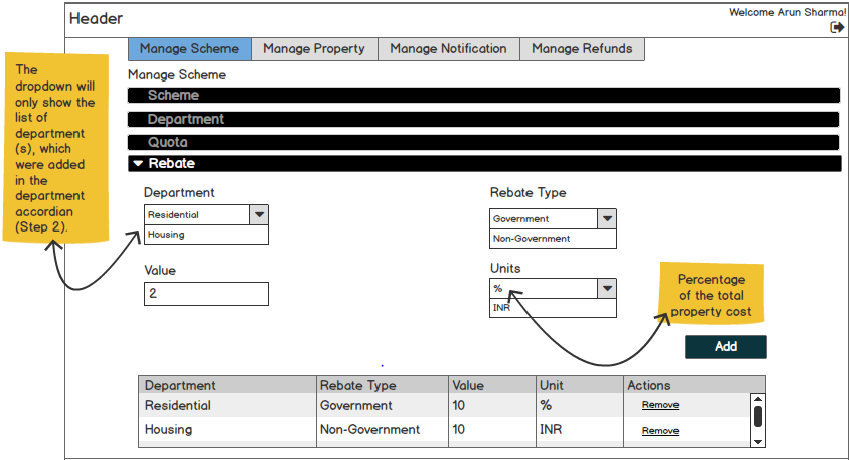 Header
Welcome Arun Sharma!
Manage Scheme Manage Property Manage Notification Manage Refunds
Manage Scheme
Scheme
Department
Quota
Rebate
The
dropdown will
only show the
list of
department
(s), which
were added
in the
department
accordian
(Step 2).
Department
Residential
Housing
Rebate Type
Government
Non-Government
Value
2
Units
%
INR
Percentage
of the total
property cost
Add
Department Rebate Type Value Unit Actions
Residential Government 10 % Remove
Housing Non-Government 10 INR Remove